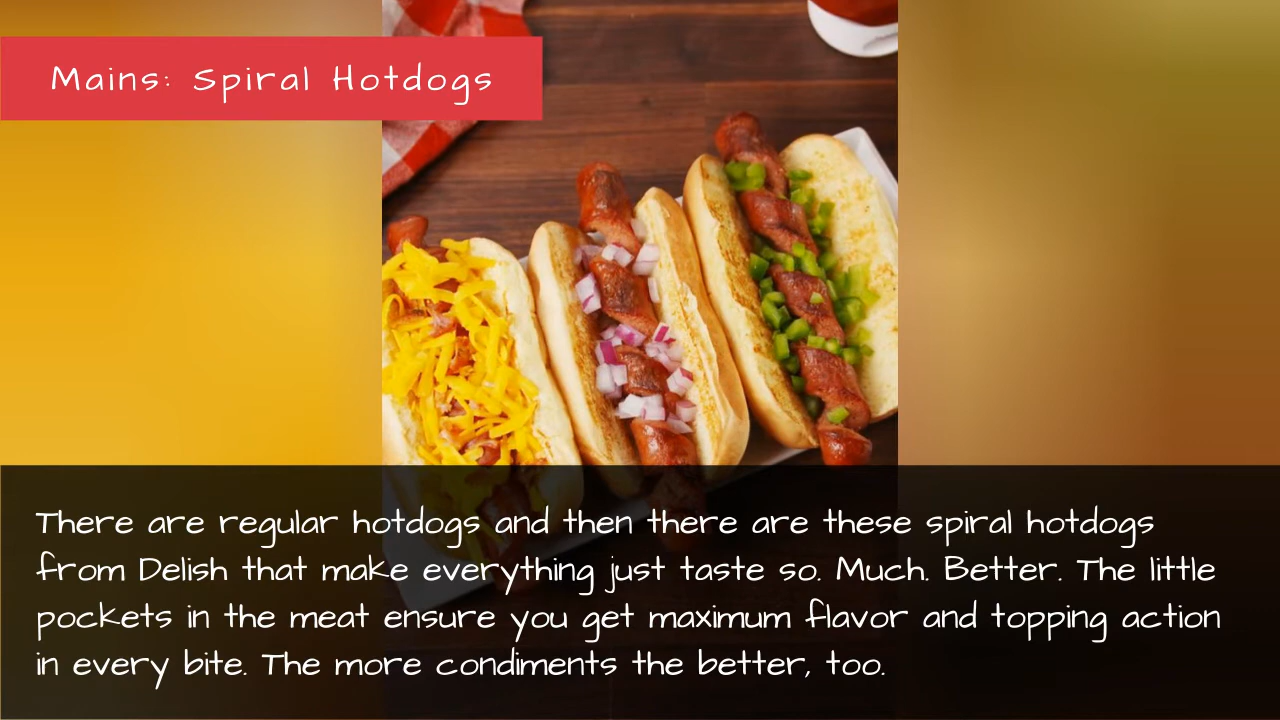 Mains: Spiral Hotdogs
There are regular hotdogs and then there are these spiral hotdogs
from Delish that make everything just taste so. Much. Better. The little
pockets in the meat ensure you get maximum flavor and topping action
in every bite. The more condiments the better, too.